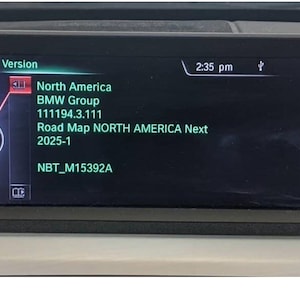 Version
2:35 pm
North America
BMW Group
111194.3.111
Road Map NORTH AMERICA Next
2025-1
NBT_M15392A